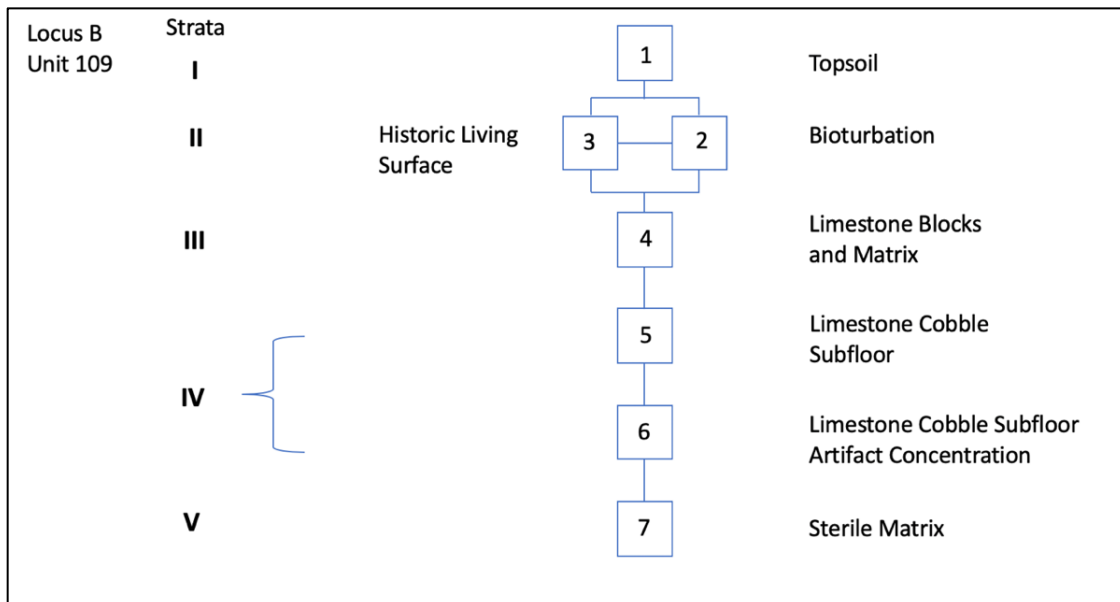 Locus B
Unit 109
Strata
I
1
Topsoil
II
Historic Living
Surface
3
2
Bioturbation
III
4
Limestone Blocks
and Matrix
5
Limestone Cobble
Subfloor
IV
6
Limestone Cobble Subfloor
Artifact Concentration
V
7
Sterile Matrix